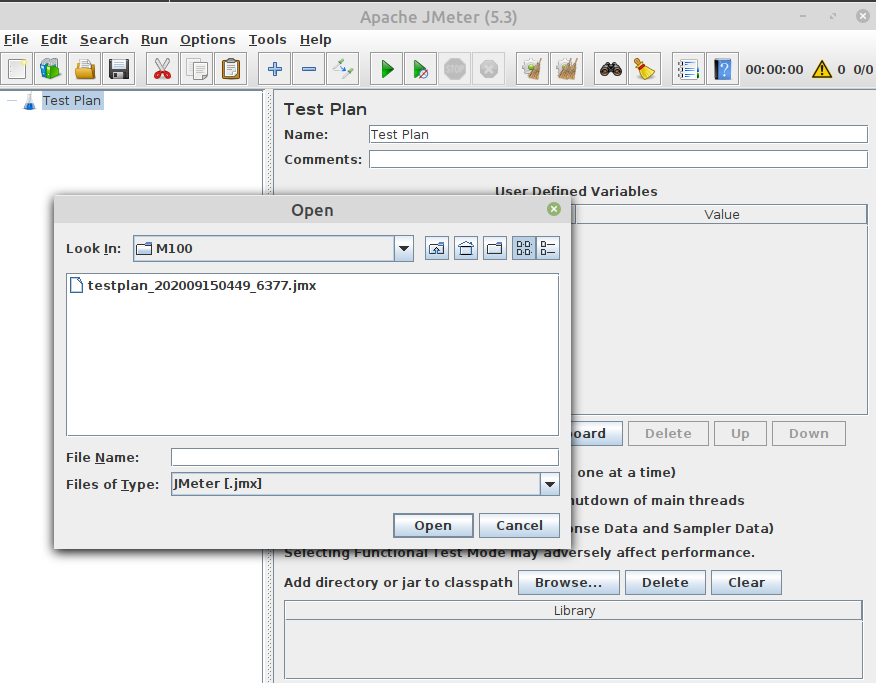 Apache JMeter (5.3)
File Edit Search Run Options Tools Help
STOP 00:00:00 0 0/0
Test Plan
Test Plan
Name: Test Plan
Comments:
User Defined Variables
Value
Open
Look In: M100
testplan_202009150449_6377.jmx
File Name:
Files of Type: JMeter [.jmx]
Open Cancel
oard Delete Up Down
one at a time)
hutdown of main threads
onse Data and Sampler Data)
Selecting Functional Test Mode may adversely affect performance.
Add directory or jar to classpath Browse... Delete Clear
Library